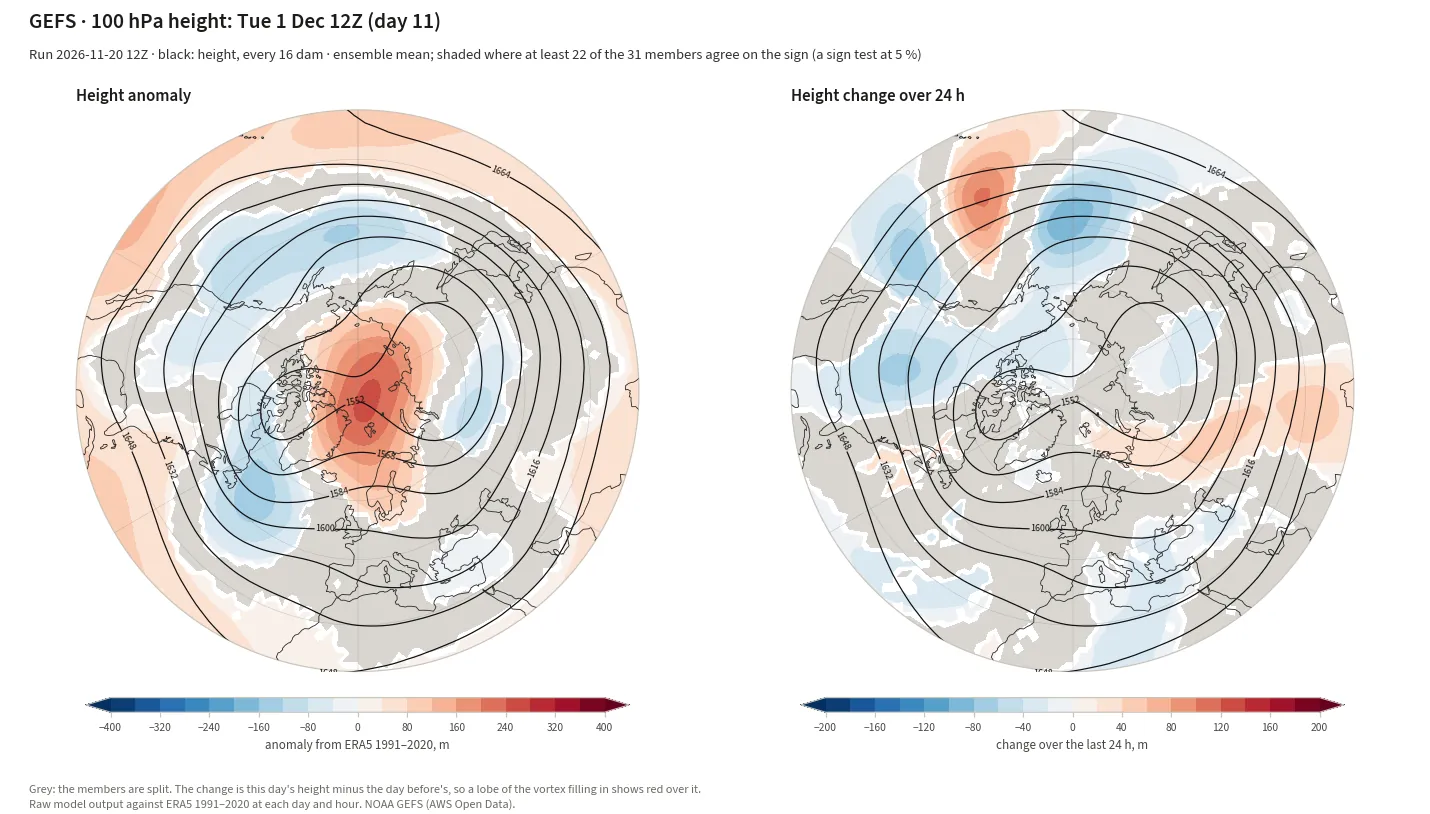 GEFS · 100 hPa height: Tue 1 Dec 12Z (day 11)
Run 2026-11-20 12Z · black: height, every 16 dam · ensemble mean; shaded where at least 22 of the 31 members agree on the sign (a sign test at 5 %)
Height anomaly
Height change over 24 h
1664
1552
1568
1584
1600
1616
1632
1648
1648
1664
1552
1568
1584
1600
1616
1632
1648
1648
−400 −320 −240 −160 −80 0 80 160 240 320 400
anomaly from ERA5 1991–2020, m
−200 −160 −120 −80 −40 0 40 80 120 160 200
change over the last 24 h, m
Grey: the members are split. The change is this day's height minus the day before's, so a lobe of the vortex filling in shows red over it.
Raw model output against ERA5 1991–2020 at each day and hour. NOAA GEFS (AWS Open Data).